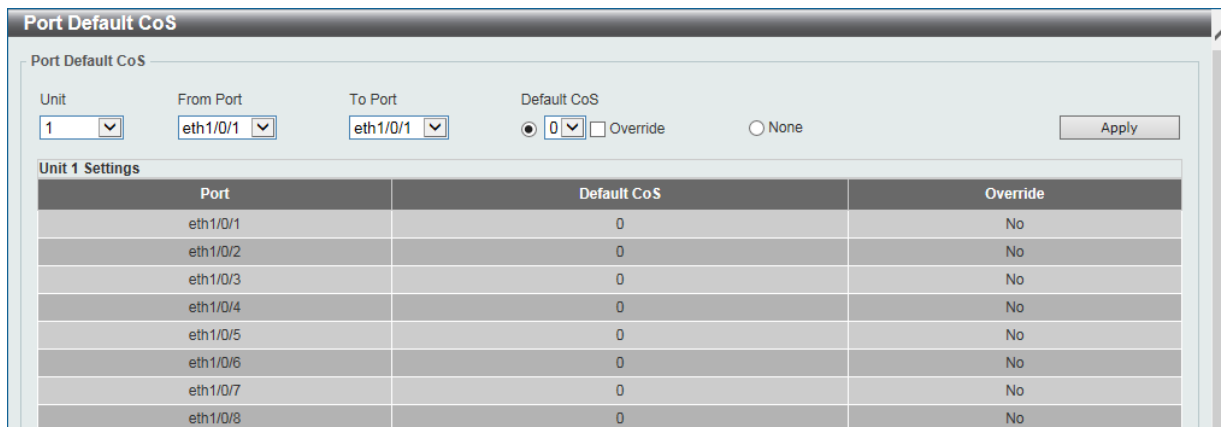 Port Default CoS
Port Default CoS
Unit From Port To Port Default CoS
1 eth1/0/1 eth1/0/1 0 Override None Apply
Unit 1 Settings
Port Default CoS Override
eth1/0/1 0 No
eth1/0/2 0 No
eth1/0/3 0 No
eth1/0/4 0 No
eth1/0/5 0 No
eth1/0/6 0 No
eth1/0/7 0 No
eth1/0/8 0 No